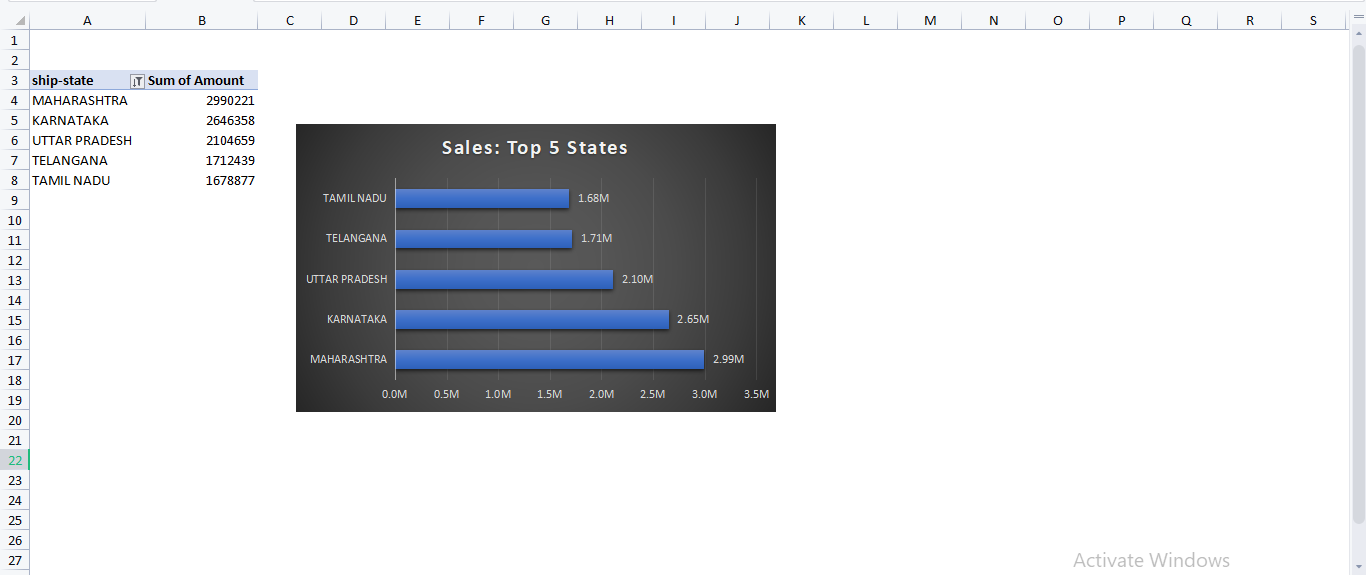 A B C D E F G H I J K L M N O P Q R S
1
2
3 ship-state Sum of Amount
4 MAHARASHTRA 2990221
5 KARNATAKA 2646358
6 UTTAR PRADESH 2104659
7 TELANGANA 1712439
8 TAMIL NADU 1678877
9
10
11
12
13
14
15
16
17
18
19
20
21
22
23
24
25
26
27
Sales: Top 5 States
TAMIL NADU 1.68M
TELANGANA 1.71M
UTTAR PRADESH 2.10M
KARNATAKA 2.65M
MAHARASHTRA 2.99M
0.0M 0.5M 1.0M 1.5M 2.0M 2.5M 3.0M 3.5M
Activate Windows